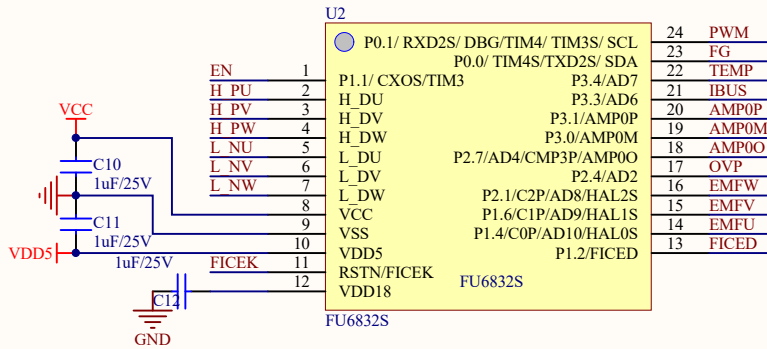 U2
P0.1/ RXD2S/ DBG/TIM4/ TIM3S/ SCL
24
PWM
P0.0/ TIM4S/TXD2S/ SDA
23
FG
EN
1
P1.1/ CXOS/TIM3
P3.4/AD7
22
TEMP
H_PU
2
H_DU
P3.3/AD6
21
IBUS
VCC
H_PV
3
H_DV
P3.1/AMP0P
20
AMP0P
H_PW
4
H_DW
P3.0/AMP0M
19
AMP0M
L_NU
5
L_DU
P2.7/AD4/CMP3P/AMP0O
18
AMP0O
C10
L_NV
6
L_DV
P2.4/AD2
17
OVP
1uF/25V
L_NW
7
L_DW
P2.1/C2P/AD8/HAL2S
16
EMFW
8
VCC
P1.6/C1P/AD9/HAL1S
15
EMFV
C11
9
VSS
P1.4/C0P/AD10/HAL0S
14
EMFU
1uF/25V
VDD5
10
VDD5
P1.2/FICED
13
FICED
1uF/25V
FICEK
11
RSTN/FICEK
FU6832S
12
VDD18
C12
FU6832S
GND